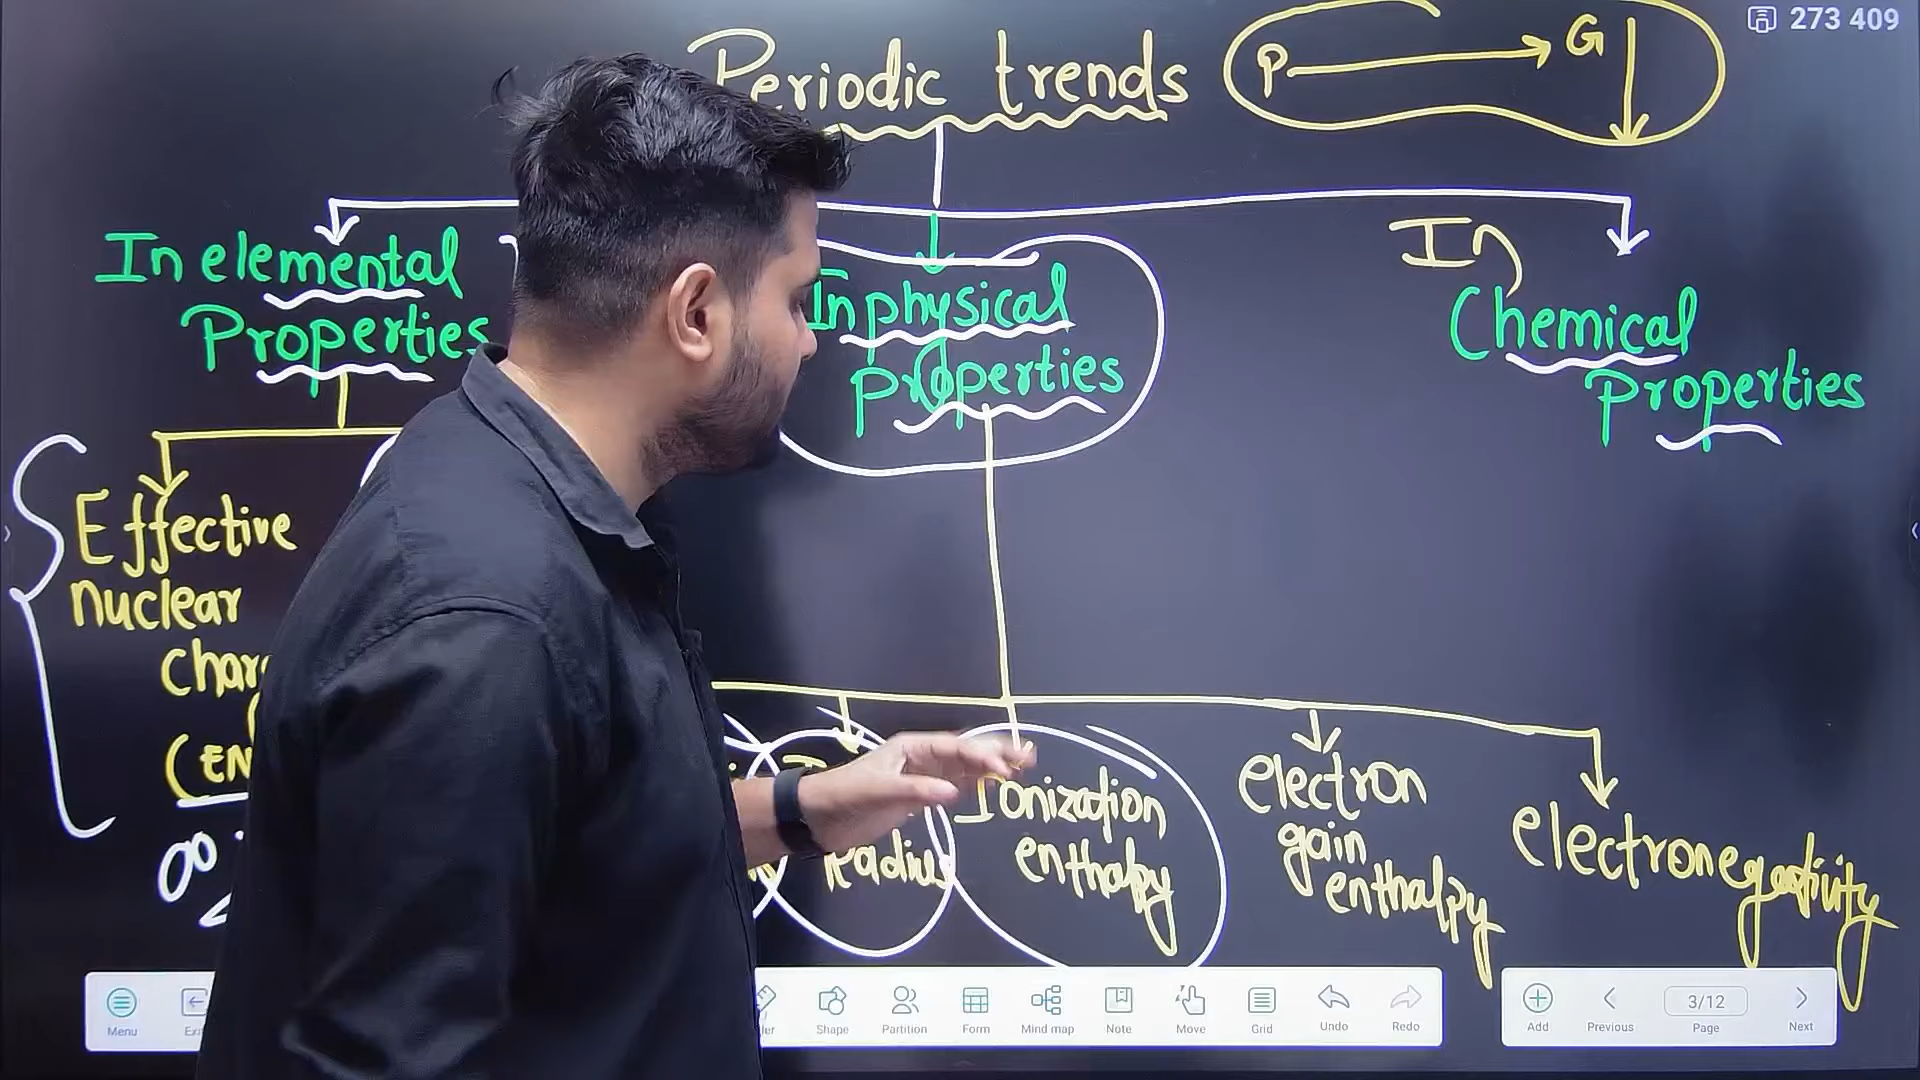 273 409
Periodic trends
P → G ↓
In elemental
Properties
In physical
properties
In
Chemical
Properties
Effective
nuclear
(EN
Radius
Ionization
enthalpy
electron
gain
enthalpy
electronegativity
Menu
Shape
Partition
Form
Mind map
Note
Move
Grid
Undo
Redo
Add
Previous
3/12
Page
Next